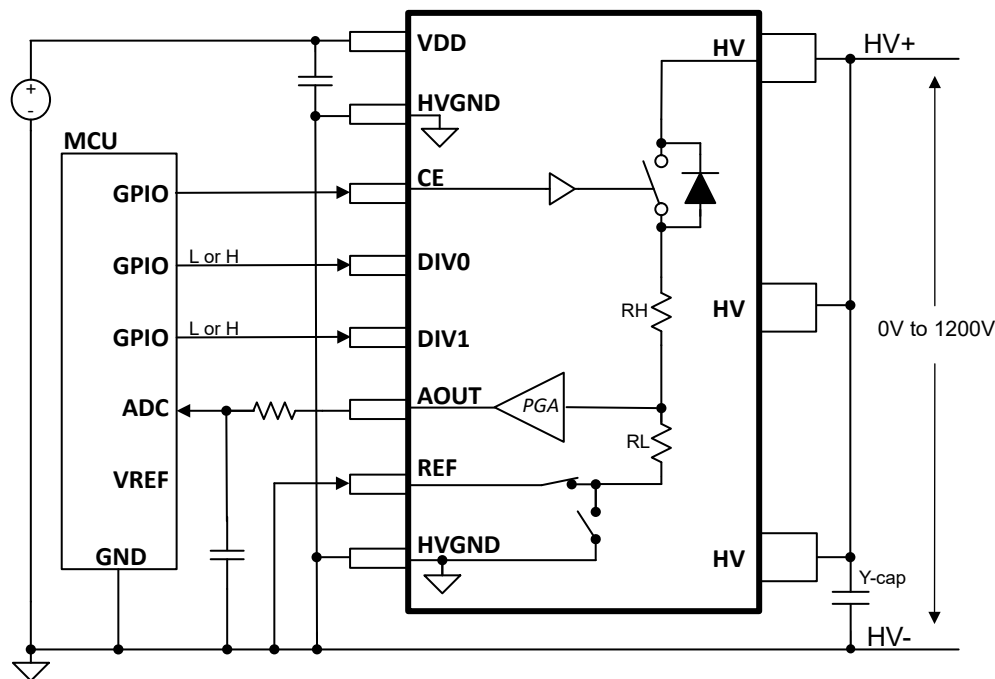 VDD
HV
HV+
+
-
HVGND
MCU
GPIO
CE
GPIO
L or H
DIV0
RH
HV
0V to 1200V
GPIO
L or H
DIV1
ADC
AOUT
PGA
RL
VREF
REF
HVGND
HV
GND
Y-cap
HV-